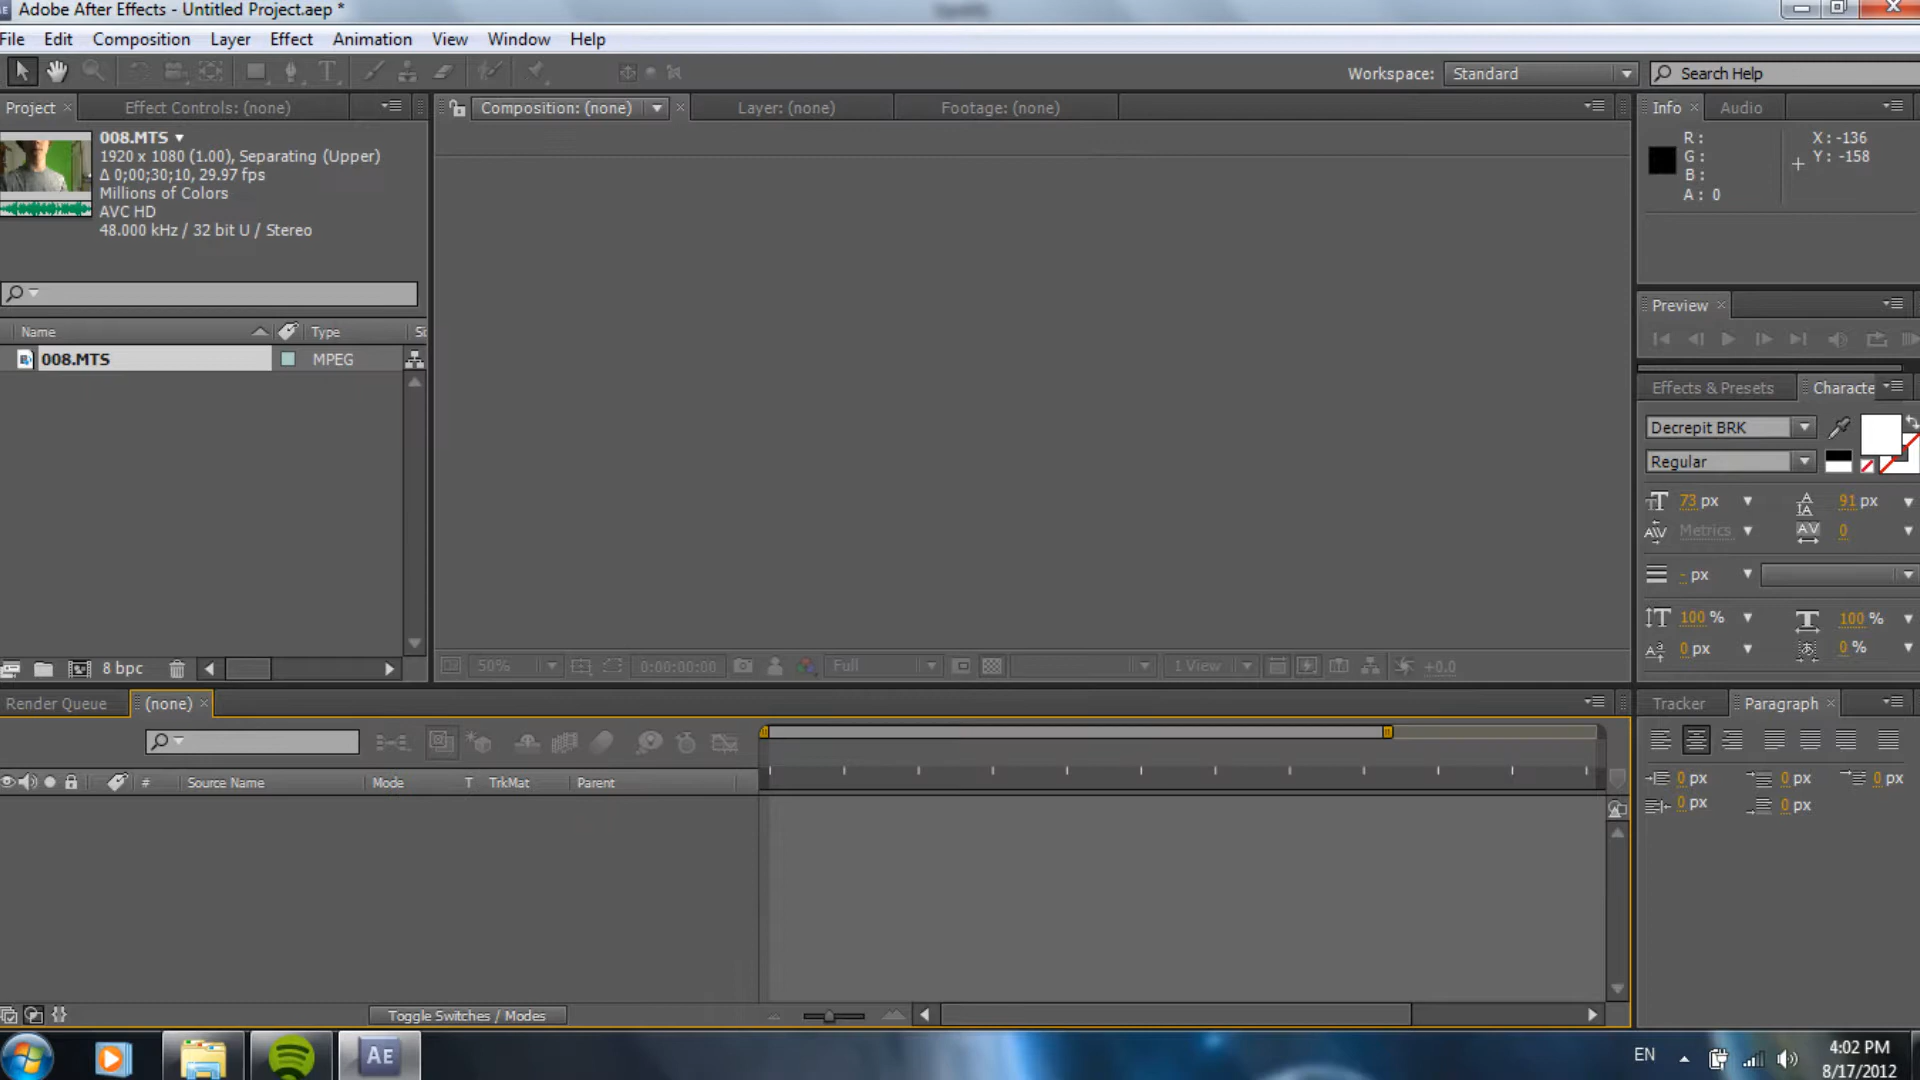 Adobe After Effects - Untitled Project.aep *
File Edit Composition Layer Effect Animation View Window Help
Workspace: Standard Search Help
Project Effect Controls: (none) Composition: (none) Layer: (none) Footage: (none) Info Audio
008.MTS
1920 x 1080 (1.00), Separating (Upper)
Δ 0;00;30;10, 29.97 fps
Millions of Colors
AVC HD
48.000 kHz / 32 bit U / Stereo
R :
G :
B :
A : 0
X : -136
Y : -158
Name Type
008.MTS MPEG
Preview
Effects & Presets Characte
Decrepit BRK
Regular
73 px 91 px
Metrics 0
- px
100 % 100 %
0 px 0 %
8 bpc
50% 0:00:00:00 Full 1 View +0.0
Render Queue (none)
# Source Name Mode T TrkMat Parent
Toggle Switches / Modes
Tracker Paragraph
0 px 0 px 0 px
0 px 0 px
AE
EN
4:02 PM
8/17/2012